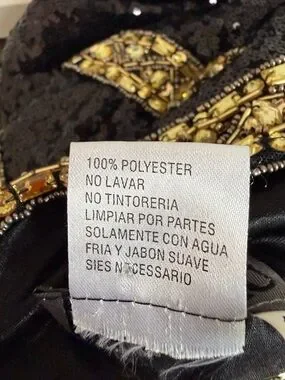 100% POLYESTER
NO LAVAR
NO TINTORERIA
LIMPIAR POR PARTES
SOLAMENTE CON AGUA
FRIA Y JABON SUAVE
SIES NECESSARIO